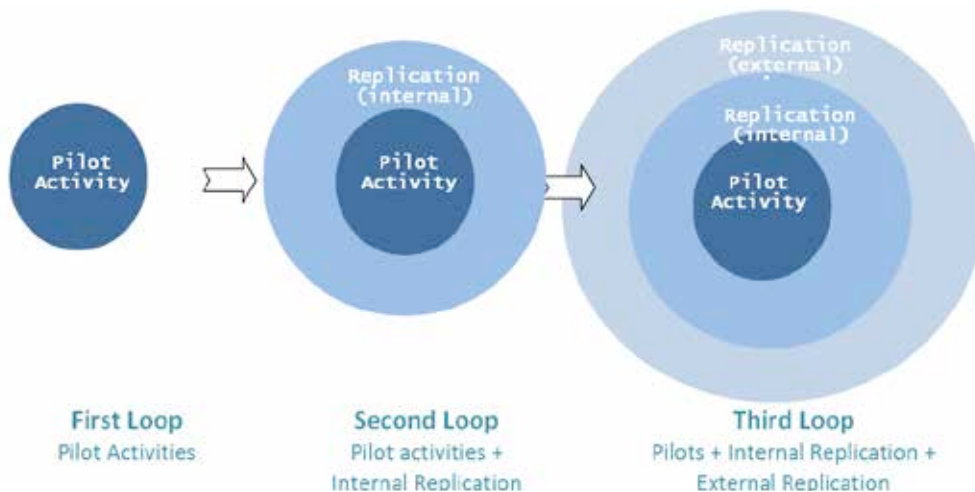 Pilot
Activity
Replication
(internal)
Pilot
Activity
Replication
(external)
Replication
(internal)
Pilot
Activity
First Loop
Pilot Activities
Second Loop
Pilot activities +
Internal Replication
Third Loop
Pilots + Internal Replication +
External Replication